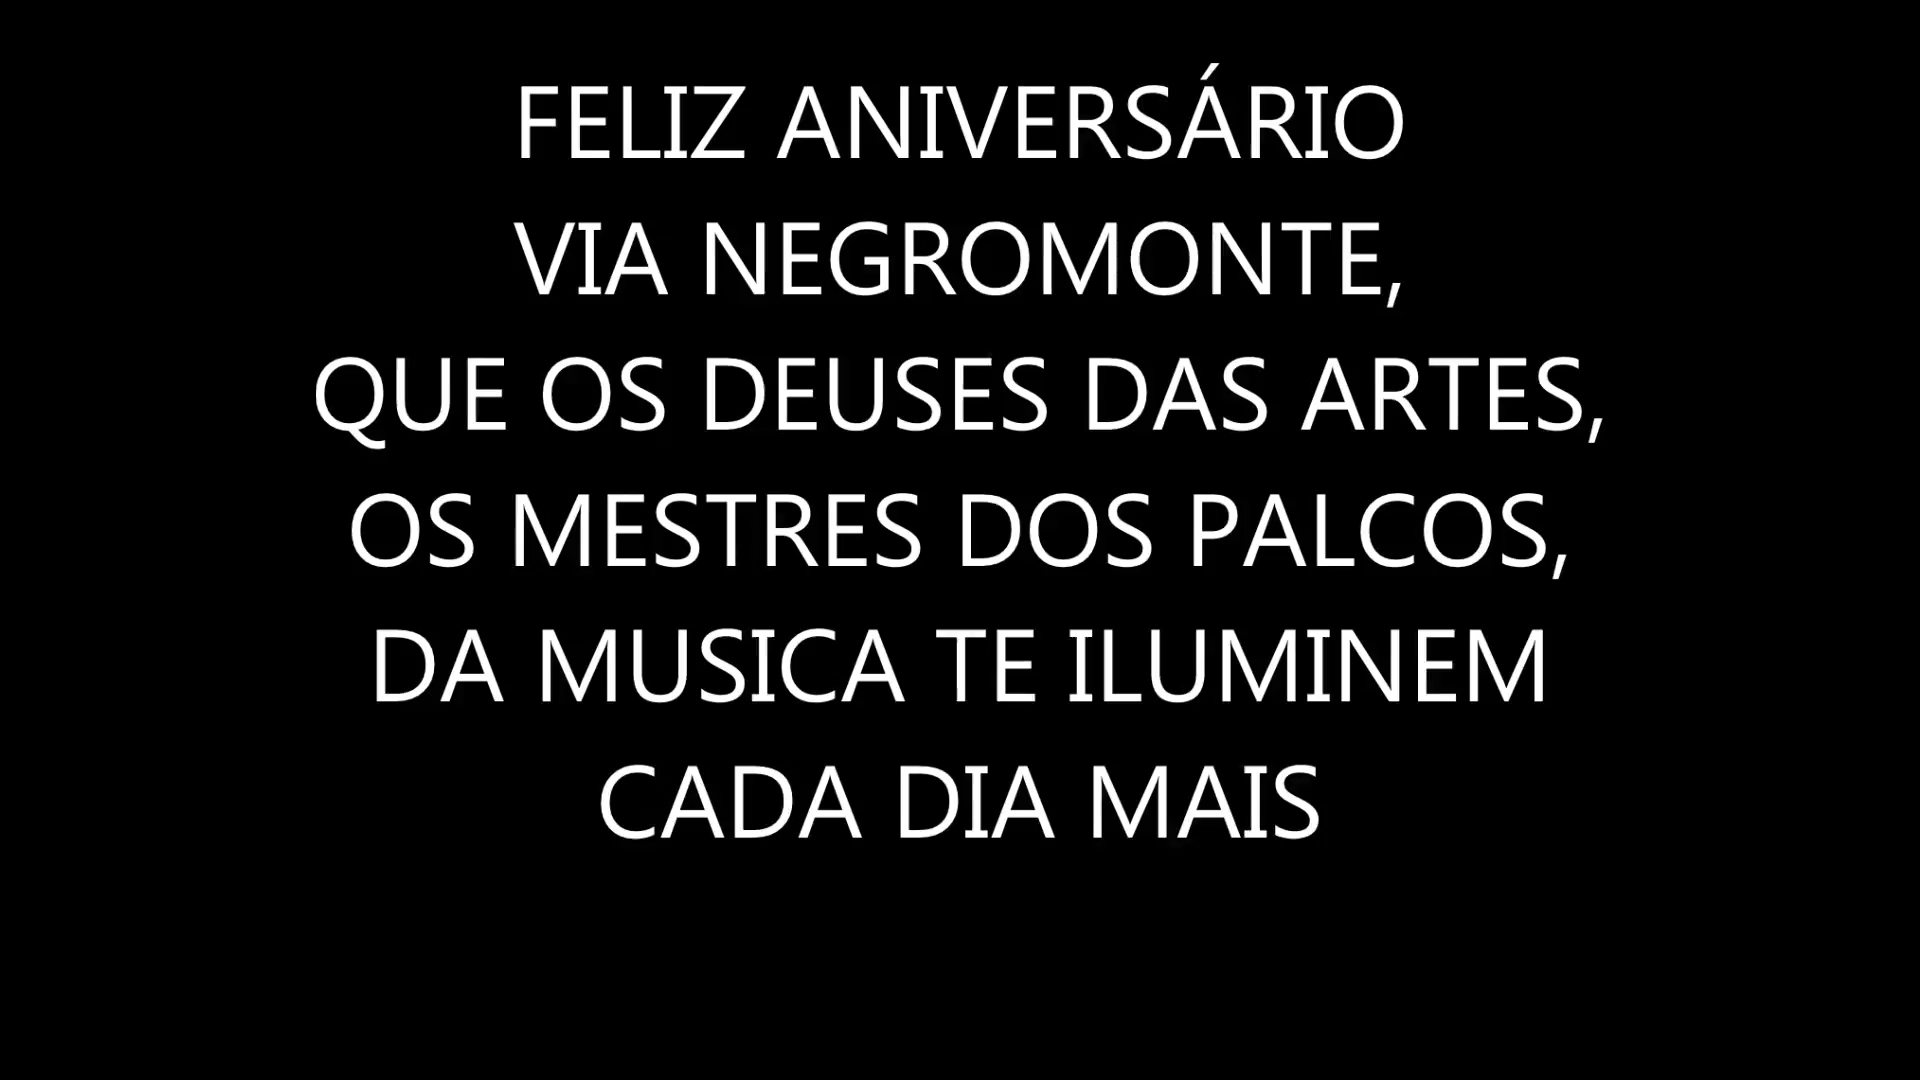 FELIZ ANIVERSÁRIO
VIA NEGROMONTE,
QUE OS DEUSES DAS ARTES,
OS MESTRES DOS PALCOS,
DA MUSICA TE ILUMINEM
CADA DIA MAIS